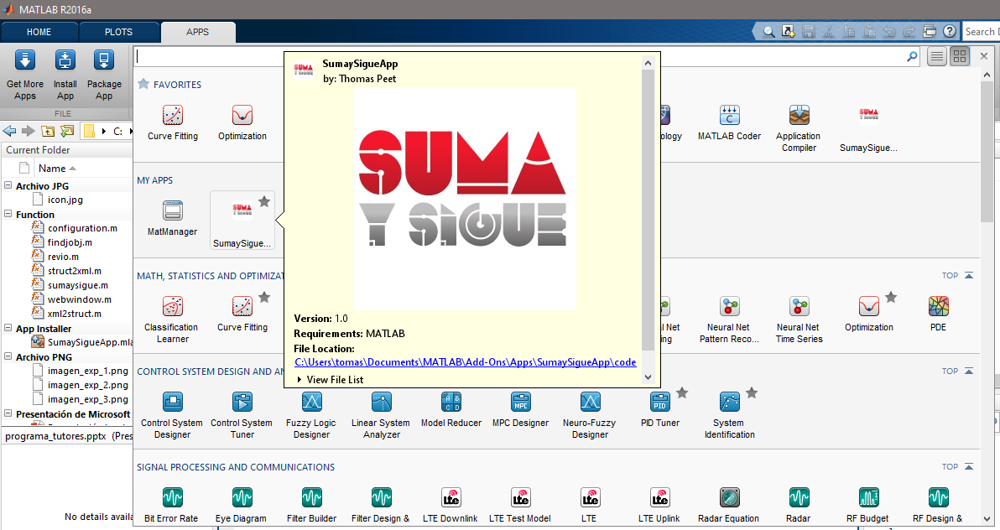 MATLAB R2016a
HOME
PLOTS
APPS
Search D
Get More Apps
Install App
Package App
FILE
C:
Current Folder
Name
Archivo JPG
icon.jpg
Function
configuration.m
findjobj.m
revio.m
struct2xml.m
sumaysigue.m
webwindow.m
xml2struct.m
App Installer
SumaySigueApp.mla
Archivo PNG
imagen_exp_1.png
imagen_exp_2.png
imagen_exp_3.png
Presentación de Microsoft
programa_tutores.pptx (Pres
No details availa
FAVORITES
Curve Fitting
Optimization
ology
MATLAB Coder
Application Compiler
SUMA
SumaySigue...
MY APPS
MatManager
SUMA
SumaySigue...
SUMA
Y SIGUE
SumaySigueApp
by: Thomas Peet
SUMA
Y SIGUE
Version: 1.0
Requirements: MATLAB
File Location:
C:\Users\tomas\Documents\MATLAB\Add-Ons\Apps\SumaySigueApp\code
View File List
MATH, STATISTICS AND OPTIMIZAT
TOP
Classification Learner
Curve Fitting
al Net
ing
Neural Net Pattern Reco...
Neural Net Time Series
Optimization
PDE
CONTROL SYSTEM DESIGN AND AN
TOP
Control System Designer
Control System Tuner
Fuzzy Logic Designer
Linear System Analyzer
Model Reducer
MPC
MPC Designer
Neuro-Fuzzy Designer
PID
PID Tuner
System Identification
SIGNAL PROCESSING AND COMMUNICATIONS
TOP
Bit Error Rate
Eye Diagram
Filter Builder
Filter Design &
LTE Downlink
LTE Test Model
LTE
LTE Uplink
Radar Equation
Radar
RF Budget
RF Design &